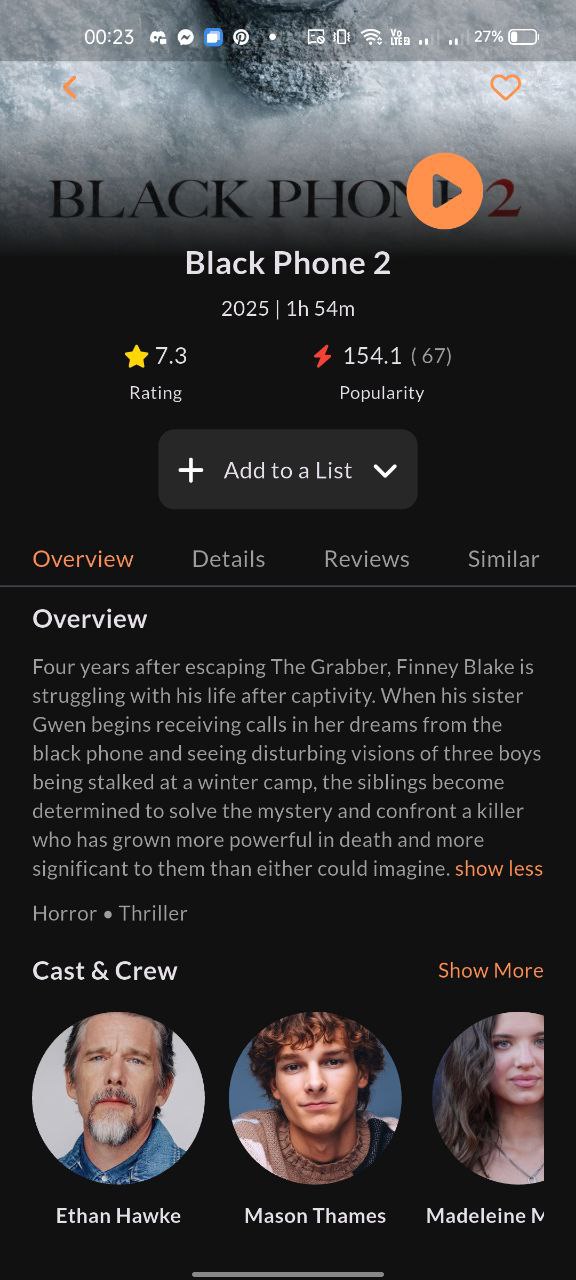 00:23
Vo
LTE 2
27%
BLACK PHONE 2
Black Phone 2
2025 | 1h 54m
7.3
154.1 ( 67)
Rating
Popularity
Add to a List
Overview
Details
Reviews
Similar
Overview
Four years after escaping The Grabber, Finney Blake is
struggling with his life after captivity. When his sister
Gwen begins receiving calls in her dreams from the
black phone and seeing disturbing visions of three boys
being stalked at a winter camp, the siblings become
determined to solve the mystery and confront a killer
who has grown more powerful in death and more
significant to them than either could imagine. show less
Horror • Thriller
Cast & Crew
Show More
Ethan Hawke
Mason Thames
Madeleine M